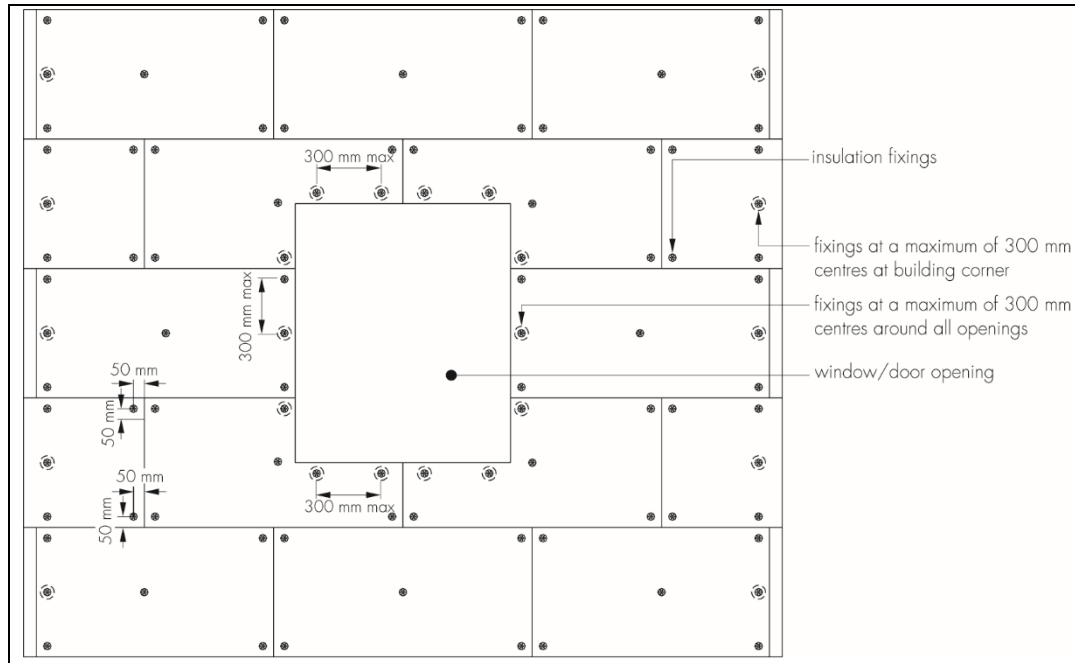 300 mm max
insulation fixings
fixings at a maximum of 300 mm
centres at building corner
300 mm max
fixings at a maximum of 300 mm
centres around all openings
window/door opening
50 mm
50 mm
50 mm
50 mm
300 mm max